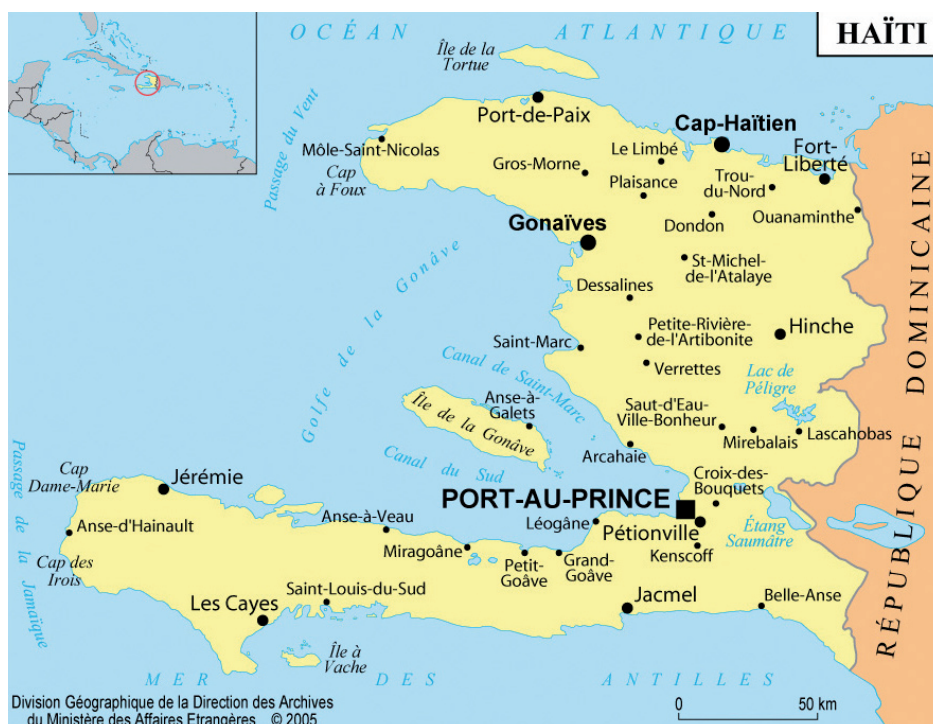 HAÏTI
OCÉAN ATLANTIQUE
Île de la
Tortue
Passage du Vent
Port-de-Paix
Cap-Haïtien
Môle-Saint-Nicolas
Cap
à Foux
Gros-Morne
Le Limbé
Plaisance
Fort-
Liberté
Trou-
du-Nord
Dondon
Ouanaminthe
Gonaïves
St-Michel-
de-l'Atalaye
Dessalines
Golfe de la Gonâve
Saint-Marc
Petite-Rivière-
de-l'Artibonite
Hinche
Verrettes
Canal de Saint-Marc
Lac de
Péligre
Anse-à-
Galets
Île de la Gonâve
Saut-d'Eau-
Ville-Bonheur
Mirebalais
Lascahobas
Arcahaie
Canal du Sud
Croix-des-
Bouquets
PORT-AU-PRINCE
Cap
Dame-Marie
Jérémie
Passage de la Jamaïque
Anse-d'Hainault
Anse-à-Veau
Léogâne
Pétionville
Étang
Saumâtre
Kenscoff
Miragoâne
Petit-
Goâve
Grand-
Goâve
Cap des
Irois
Saint-Louis-du-Sud
Les Cayes
Jacmel
Belle-Anse
Île à
Vache
MER DES ANTILLES
RÉPUBLIQUE DOMINICAINE
Division Géographique de la Direction des Archives
du Ministère des Affaires Etrangères © 2005
0 50 km